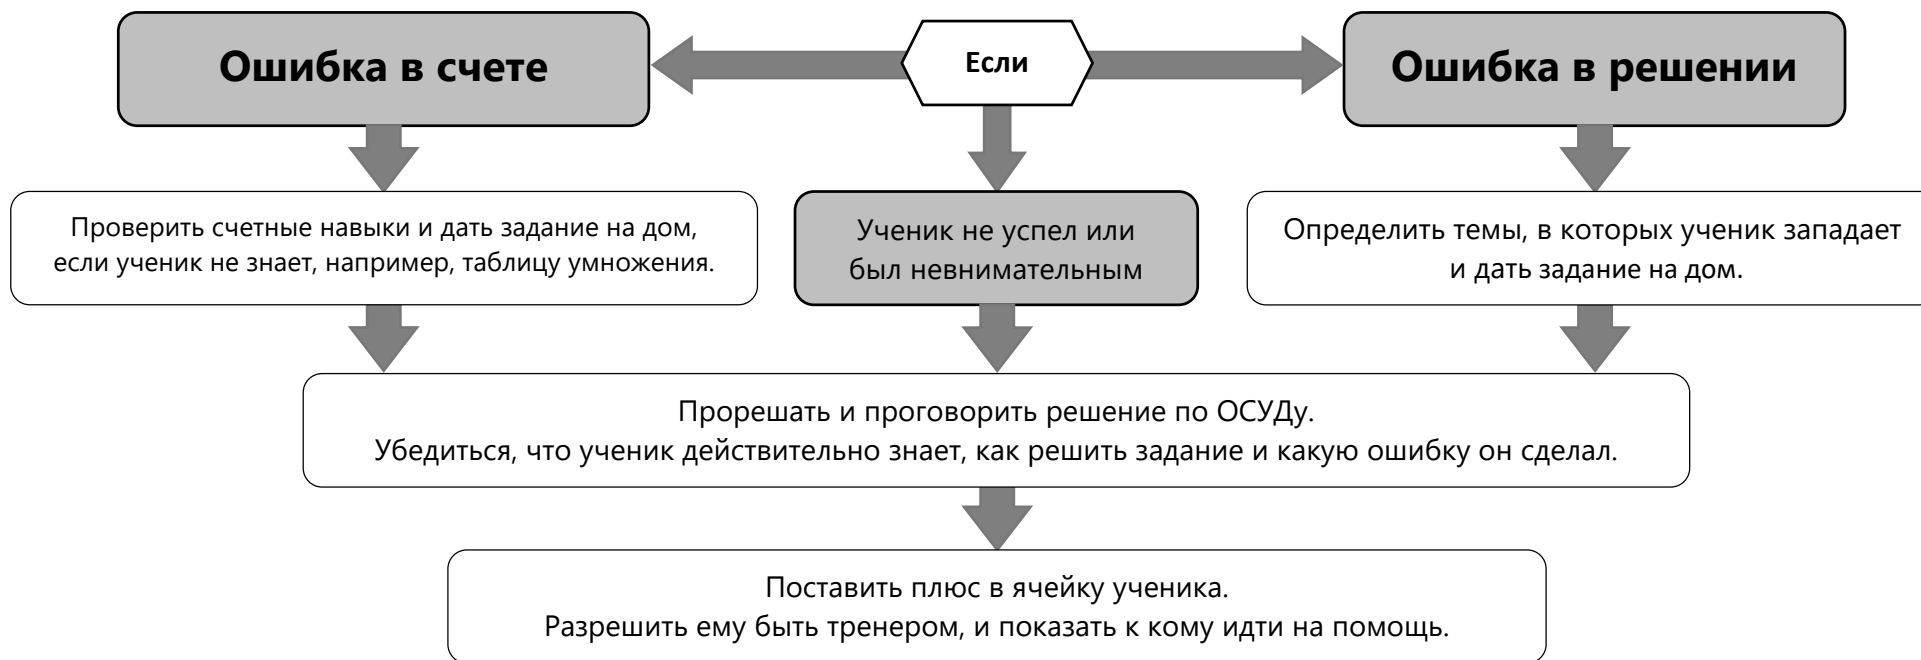 Ошибка в счете
Если
Ошибка в решении
Проверить счетные навыки и дать задание на дом,
если ученик не знает, например, таблицу умножения.
Ученик не успел или
был невнимательным
Определить темы, в которых ученик западает
и дать задание на дом.
Прорешать и проговорить решение по ОСУДу.
Убедиться, что ученик действительно знает, как решить задание и какую ошибку он сделал.
Поставить плюс в ячейку ученика.
Разрешить ему быть тренером, и показать к кому идти на помощь.